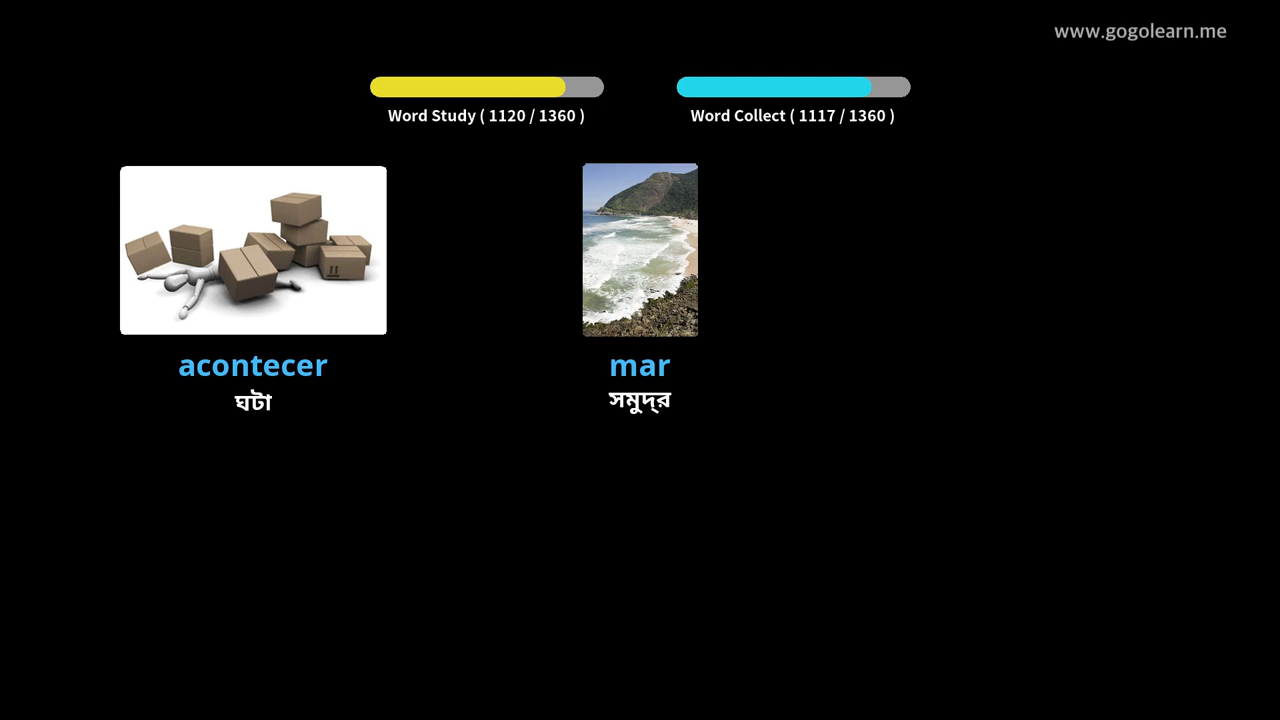 www.gogolearn.me
Word Study ( 1120 / 1360 )
Word Collect ( 1117 / 1360 )
acontecer
ঘটা
mar
সমুদ্র